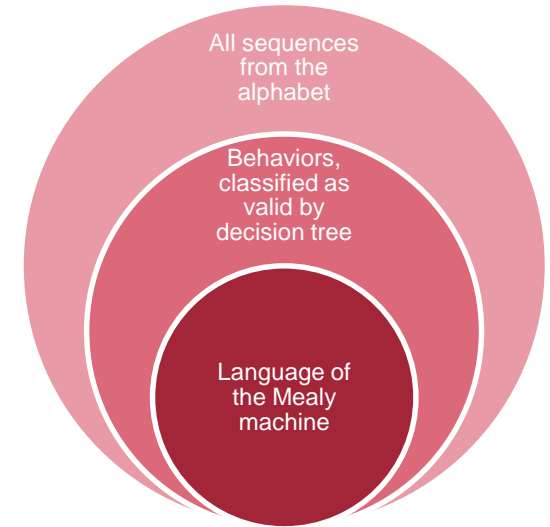 All sequences
from the
alphabet
Behaviors,
classified as
valid by
decision tree
Language of
the Mealy
machine